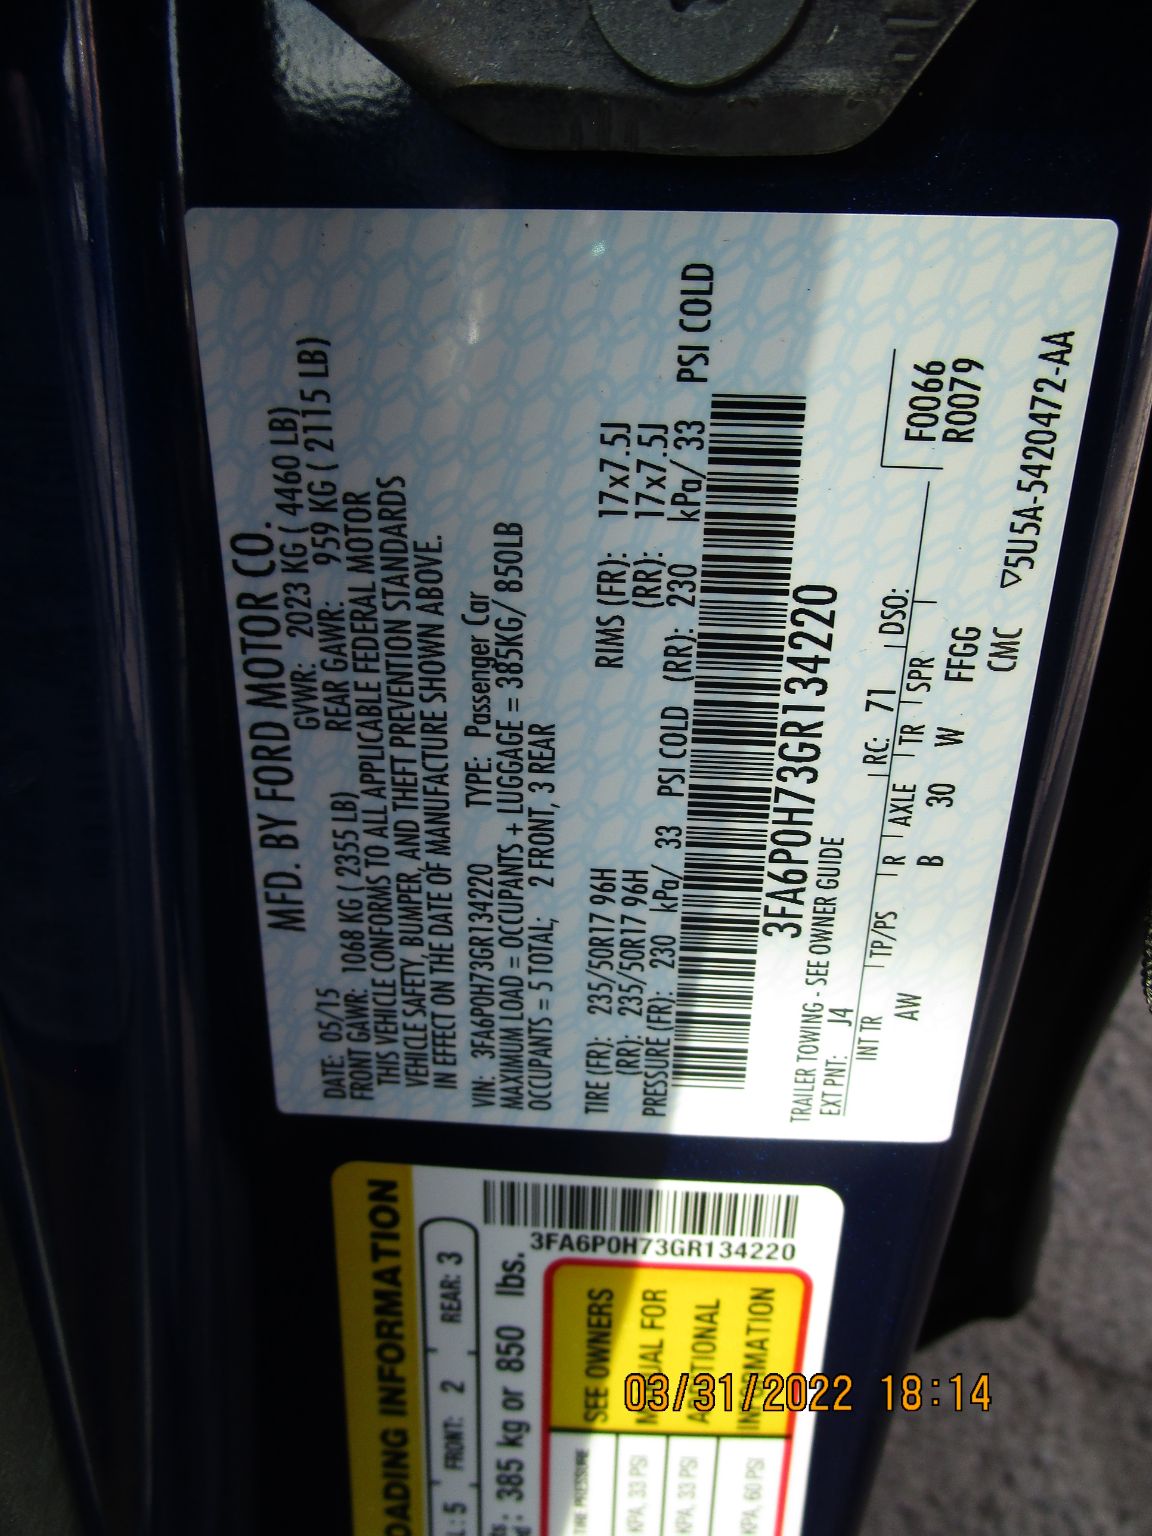 MFD. BY FORD MOTOR CO.
DATE: 05/15 GVWR: 2023 KG ( 4460 LB)
FRONT GAWR: 1068 KG ( 2355 LB) REAR GAWR: 959 KG ( 2115 LB)
THIS VEHICLE CONFORMS TO ALL APPLICABLE FEDERAL MOTOR
VEHICLE SAFETY, BUMPER, AND THEFT PREVENTION STANDARDS
IN EFFECT ON THE DATE OF MANUFACTURE SHOWN ABOVE.
VIN: 3FA6P0H73GR134220 TYPE: Passenger Car
MAXIMUM LOAD = OCCUPANTS + LUGGAGE = 385KG/ 850LB
OCCUPANTS = 5 TOTAL; 2 FRONT, 3 REAR
TIRE (FR): 235/50R17 96H RIMS (FR): 17x7.5J
(RR): 235/50R17 96H (RR): 17x7.5J
PRESSURE (FR): 230 kPa/ 33 PSI COLD (RR): 230 kPa/ 33 PSI COLD
3FA6P0H73GR134220
TRAILER TOWING - SEE OWNER GUIDE
EXT PNT: J4 RC: 71 DSO:
INT TR TP/PS R AXLE TR SPR
F0066
R0079
AW B 30 W FFGG
CMC
▽5U5A-5420472-AA
OADING INFORMATION
L: 5 FRONT: 2 REAR: 3
385 kg or 850 lbs.
3FA6P0H73GR134220
SEE OWNERS
MANUAL FOR
ADDITIONAL
INFORMATION
TIRE PRESSURE
KPA, 33 PSI
KPA, 33 PSI
KPA, 60 PSI
03/31/2022 18:14